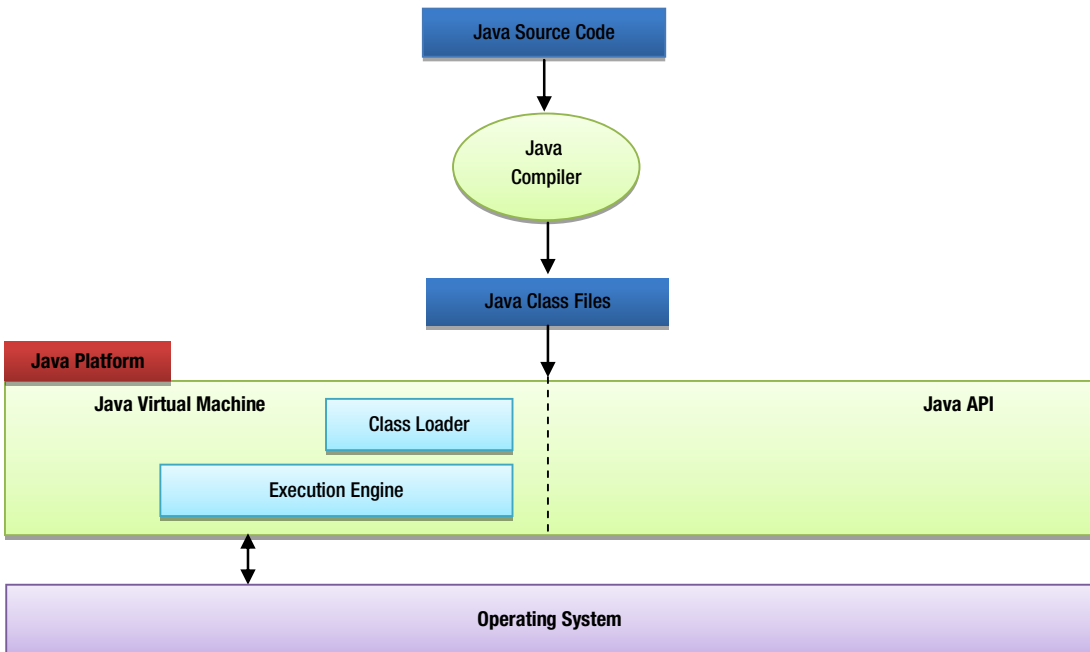 Java Source Code
Java
Compiler
Java Class Files
Java Platform
Java Virtual Machine
Java API
Class Loader
Execution Engine
Operating System